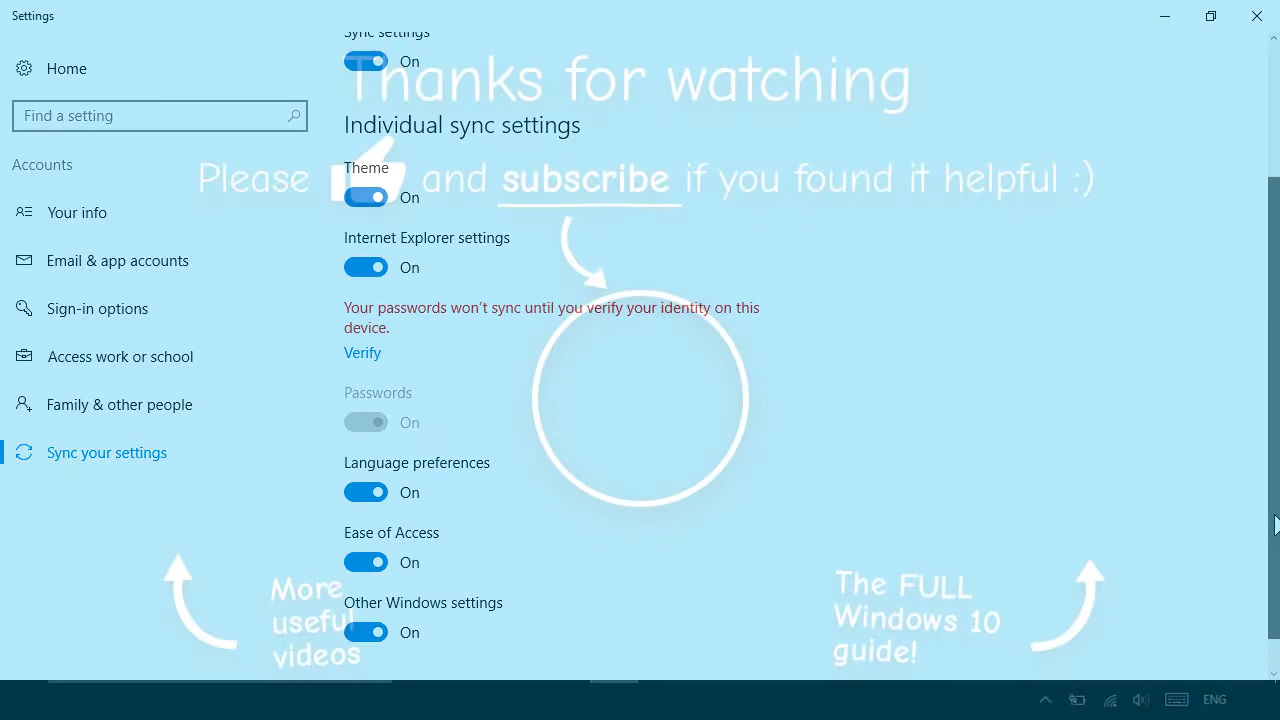 Settings
Home
Find a setting
Accounts
Your info
Email & app accounts
Sign-in options
Access work or school
Family & other people
Sync your settings
Sync settings
On
Thanks for watching
Individual sync settings
Please and subscribe if you found it helpful :)
Theme
On
Internet Explorer settings
On
Your passwords won't sync until you verify your identity on this
device.
Verify
Passwords
On
Language preferences
On
Ease of Access
On
Other Windows settings
On
More
useful
videos
The FULL
Windows 10
guide!
ENG